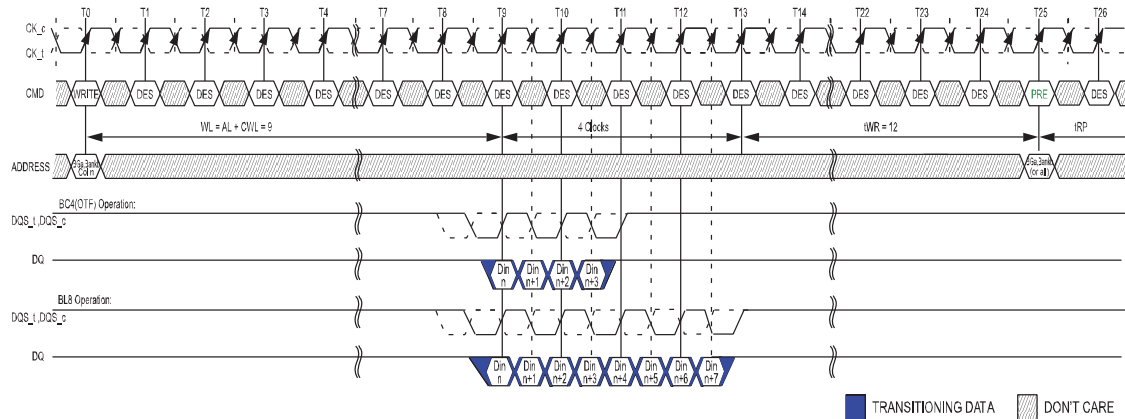 T0 T1 T2 T3 T4 T7 T8 T9 T10 T11 T12 T13 T14 T22 T23 T24 T25 T26
CK_c
CK_t
CMD WRITE DES DES DES DES DES DES DES DES DES DES DES DES DES DES DES PRE DES
WL = AL + CWL = 9 4 Clocks tWR = 12 tRP
ADDRESS
BGa,Bankb
Col n
BGa,Bankb
(or all)
BC4(OTF) Operation:
DQS_t,DQS_c
DQ
Din n Din n+1 Din n+2 Din n+3
BL8 Operation:
DQS_t,DQS_c
DQ
Din n Din n+1 Din n+2 Din n+3 Din n+4 Din n+5 Din n+6 Din n+7
TRANSITIONING DATA DON'T CARE